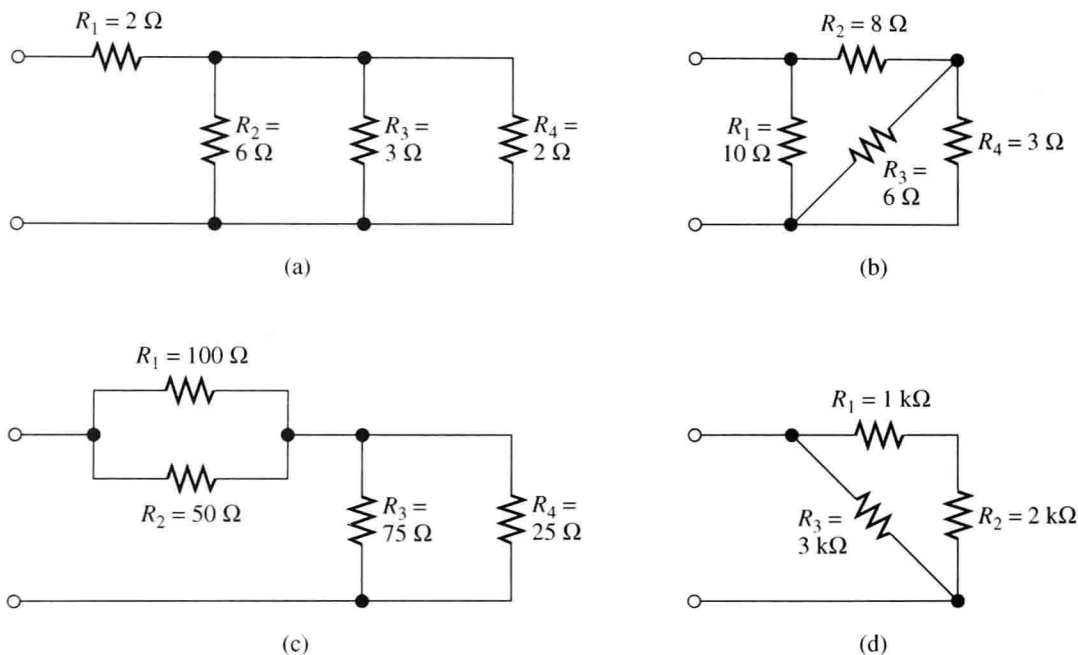 R₁ = 2 Ω
R₂ =
6 Ω
R₃ =
3 Ω
R₄ =
2 Ω
(a)
R₂ = 8 Ω
R₁ =
10 Ω
R₃ =
6 Ω
R₄ = 3 Ω
(b)
R₁ = 100 Ω
R₂ = 50 Ω
R₃ =
75 Ω
R₄ =
25 Ω
(c)
R₁ = 1 kΩ
R₃ =
3 kΩ
R₂ = 2 kΩ
(d)